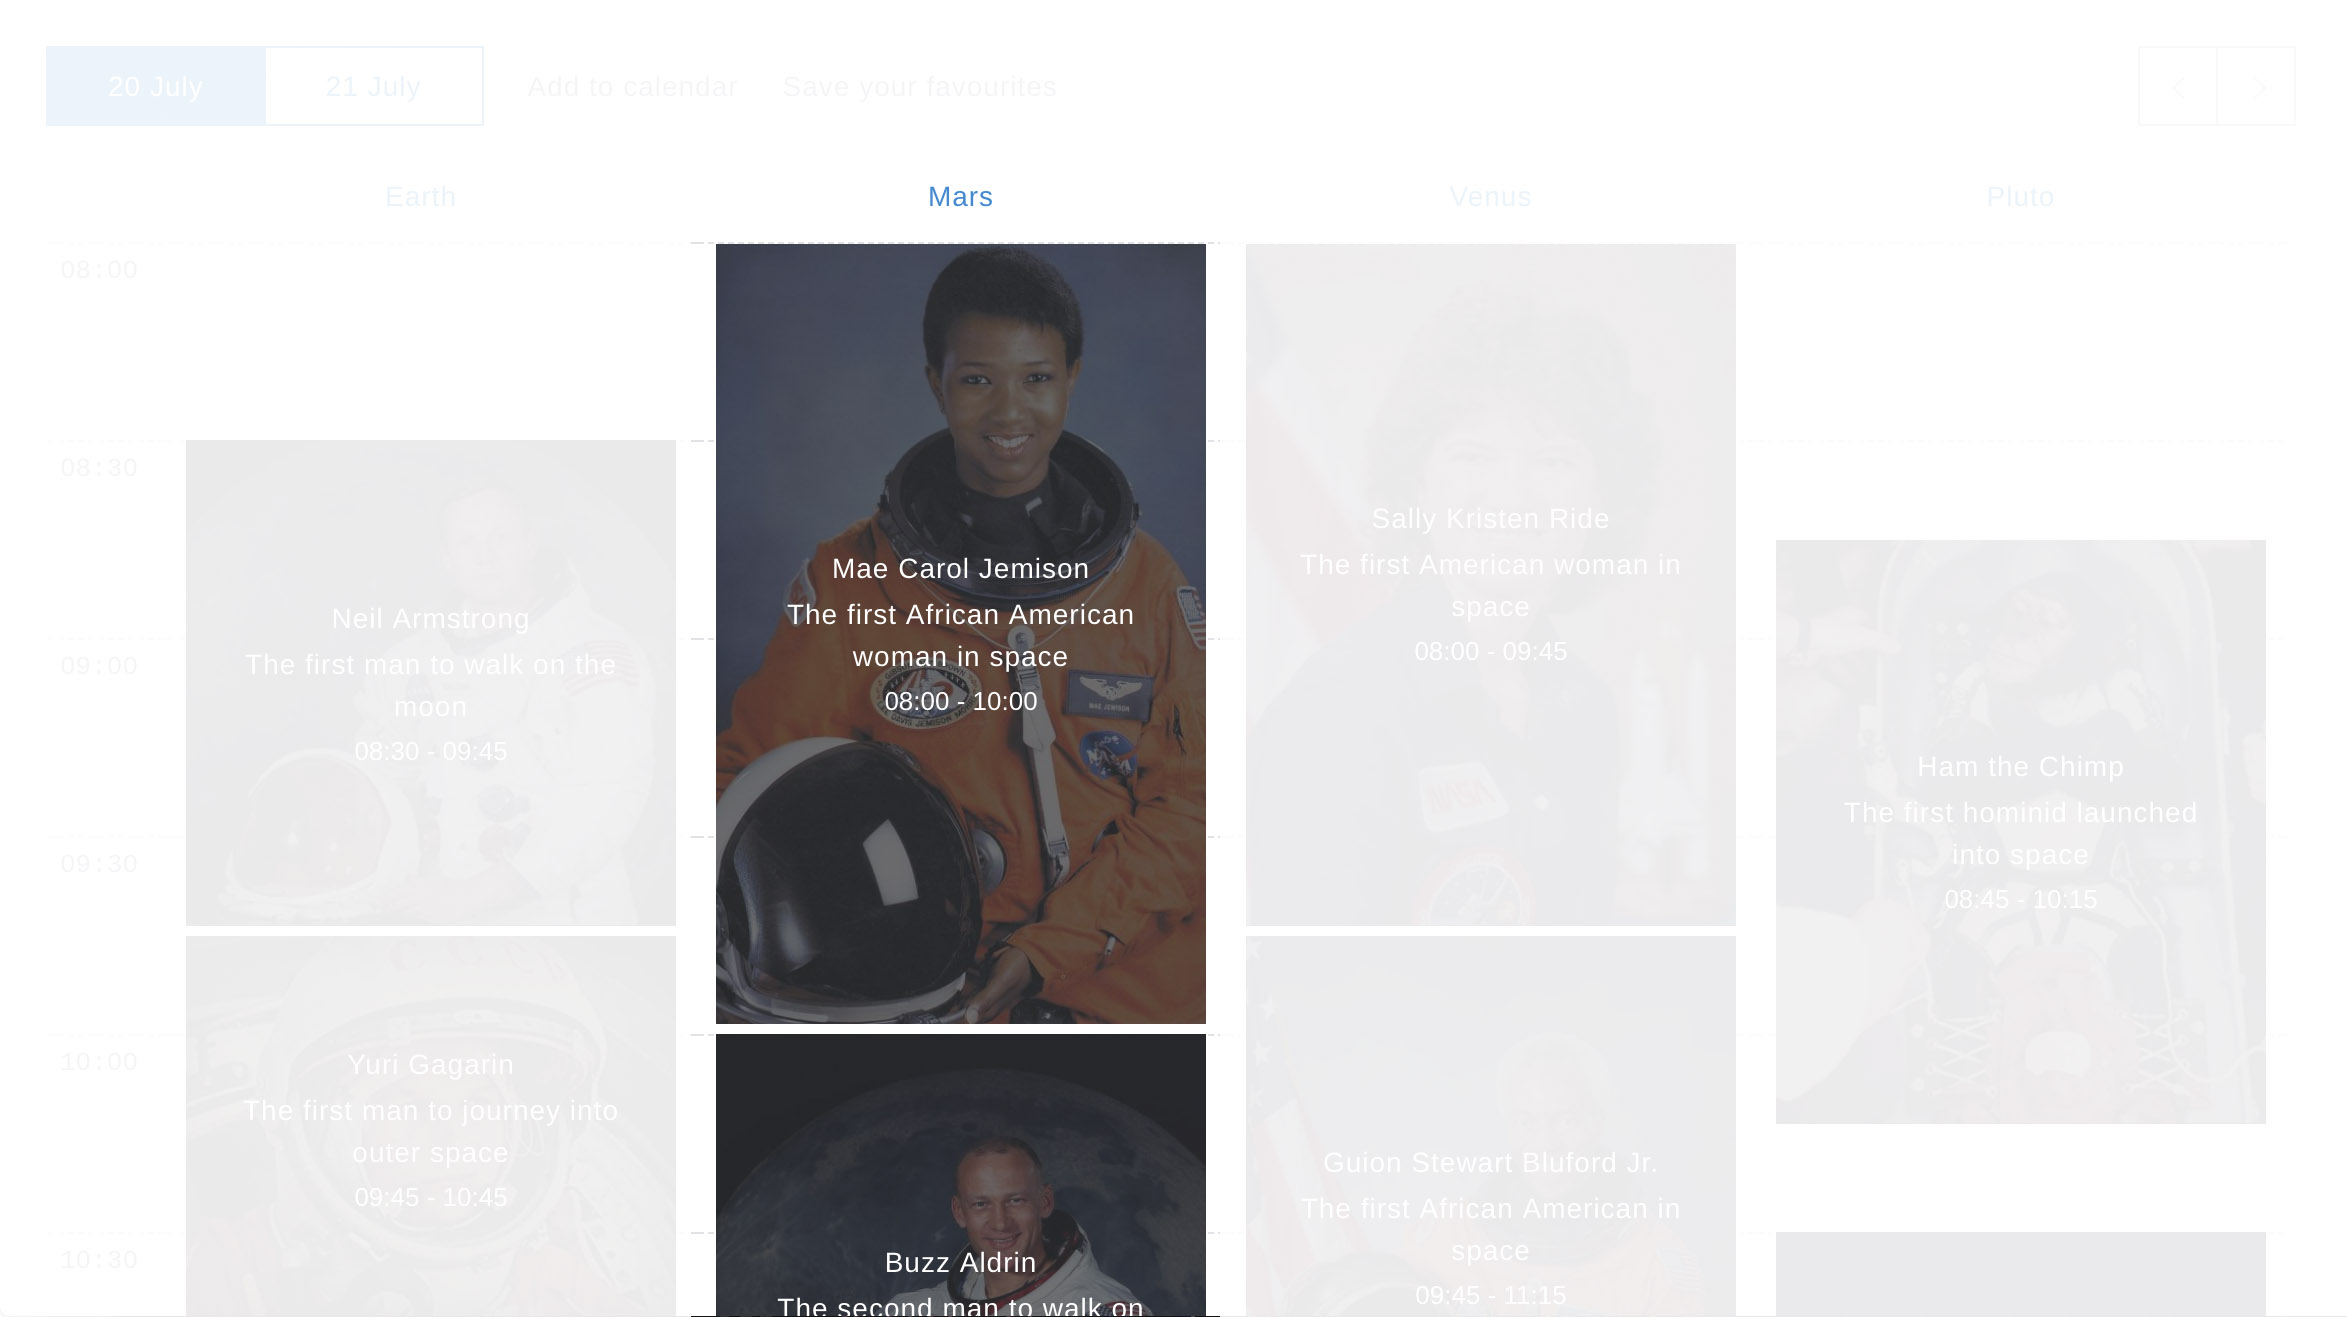 20 July
21 July
Add to calendar
Save your favourites
Earth
Mars
Venus
Pluto
08:00
08:30
09:00
09:30
10:00
10:30
Neil Armstrong
The first man to walk on the
moon
08:30 - 09:45
Yuri Gagarin
The first man to journey into
outer space
09:45 - 10:45
Mae Carol Jemison
The first African American
woman in space
08:00 - 10:00
MAE JEMISON
Buzz Aldrin
The second man to walk on
Sally Kristen Ride
The first American woman in
space
08:00 - 09:45
NASA
Guion Stewart Bluford Jr.
The first African American in
space
09:45 - 11:15
Ham the Chimp
The first hominid launched
into space
08:45 - 10:15